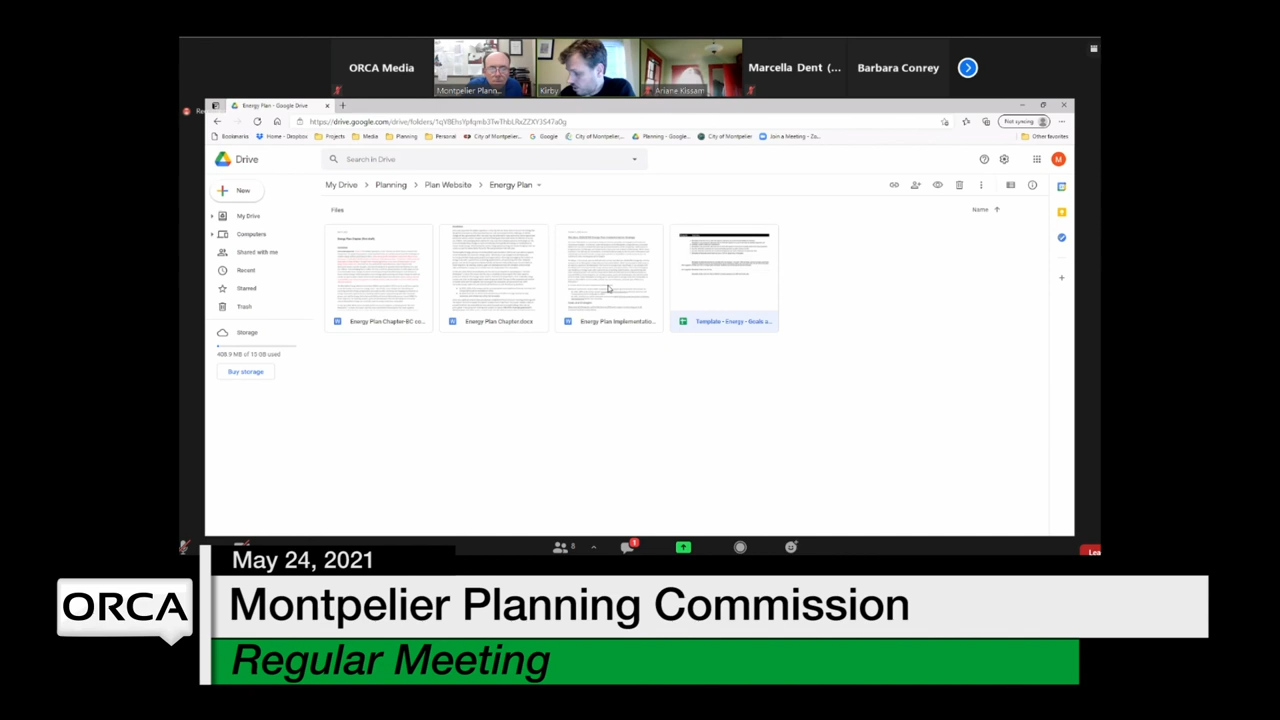 ORCA Media
Montpelier Plann...
Kirby
Ariane Kissam
Marcella Dent (...
Barbara Conrey
Energy Plan - Google Drive
Not syncing
Bookmarks
Home - Dropbox
Projects
Media
Planning
Personal
City of Montpelier...
Google
City of Montpelier,...
Planning - Google...
City of Montpelier
Join a Meeting - Zo...
Other favorites
Drive
Search in Drive
M
New
My Drive
Planning
Plan Website
Energy Plan
My Drive
Computers
Shared with me
Recent
Starred
Trash
Storage
408.9 MB of 15 GB used
Buy storage
Files
Name
Energy Plan Chapter-BC co...
Energy Plan Chapter.docx
Energy Plan Implementatio...
Template - Energy - Goals a...
8
1
Lea
May 24, 2021
ORCA
Montpelier Planning Commission
Regular Meeting